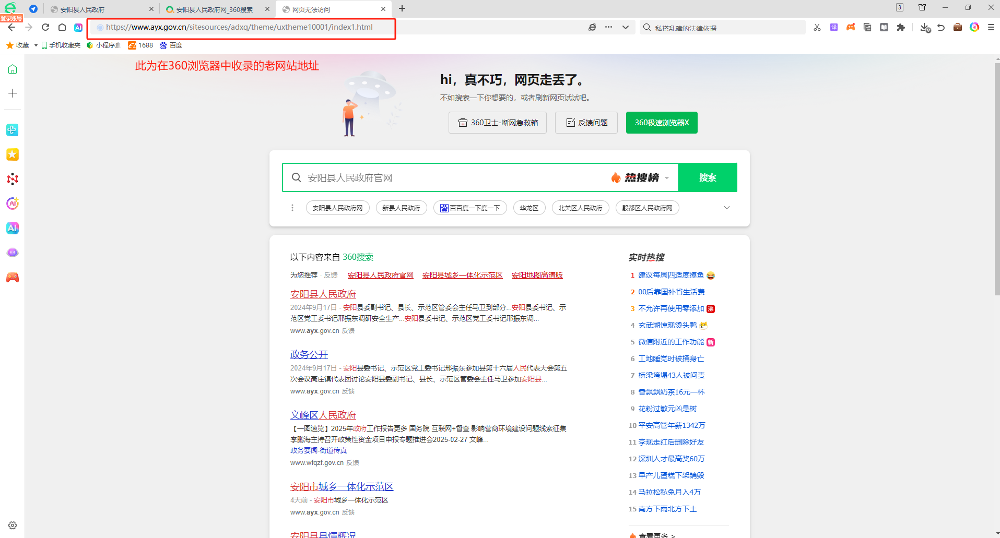 安阳县人民政府
安阳县人民政府网_360搜索
网页无法访问
3
登录账号
https://www.ayx.gov.cn/sitesources/adxq/theme/uxtheme10001/index1.html
私搭乱建的法律依据
收藏
手机收藏夹
小程序盒
1688
百度
此为在360浏览器中收录的老网站地址
hi，真不巧，网页走丢了。
不如搜索一下你想要的，或者刷新网页试试吧。
360卫士-断网急救箱
反馈问题
360极速浏览器X
安阳县人民政府官网
热搜榜
搜索
安阳县人民政府网
新县人民政府
百百度一下度一下
华龙区
北关区人民政府
殷都区人民政府网
以下内容来自 360搜索
为您推荐 · 反馈 安阳县人民政府官网 安阳县城乡一体化示范区 安阳地图高清版
安阳县人民政府
2024年9月17日 - 安阳县委副书记、县长、示范区管委会主任马卫到部分...安阳县委书记、示
范区党工委书记邢振东调研安全生产...安阳县委书记、示范区党工委书记邢振东调...
www.ayx.gov.cn 反馈
政务公开
2024年9月17日 - 安阳县委书记、示范区党工委书记邢振东参加县第十六届人民代表大会第五
次会议高庄镇代表团讨论安阳县委副书记、县长、示范区管委会主任马卫参加安阳县...
www.ayx.gov.cn 反馈
文峰区人民政府
【一图速览】2025年政府工作报告更多 国务院 互联网+督查 影响营商环境建设问题线索征集
李鹏海主持召开政策性资金项目申报专题推进会2025-02-27 文峰...
政务要闻-街道传真
www.wfqzf.gov.cn 反馈
安阳市城乡一体化示范区
4天前 - 安阳市城乡一体化示范区
www.ayx.gov.cn 反馈
安阳县县情概况
实时热搜
1 建议每周四适度摸鱼
2 00后靠国补省生活费
3 不允许再使用零添加 沸
4 玄武湖惊现烫头鸭
5 微信附近的工作功能 新
6 工地睡觉时被捅身亡
7 桥梁垮塌43人被问责
8 香飘飘奶茶16元一杯
9 花粉过敏元凶是树
10 平安高管年薪1342万
11 李现走红后删除好友
12 深圳人才最高奖60万
13 早产儿蛋糕下架销毁
14 马拉松私兔月入4万
15 南方下雨北方下土
查看更多 >
AI
译
AI
AI